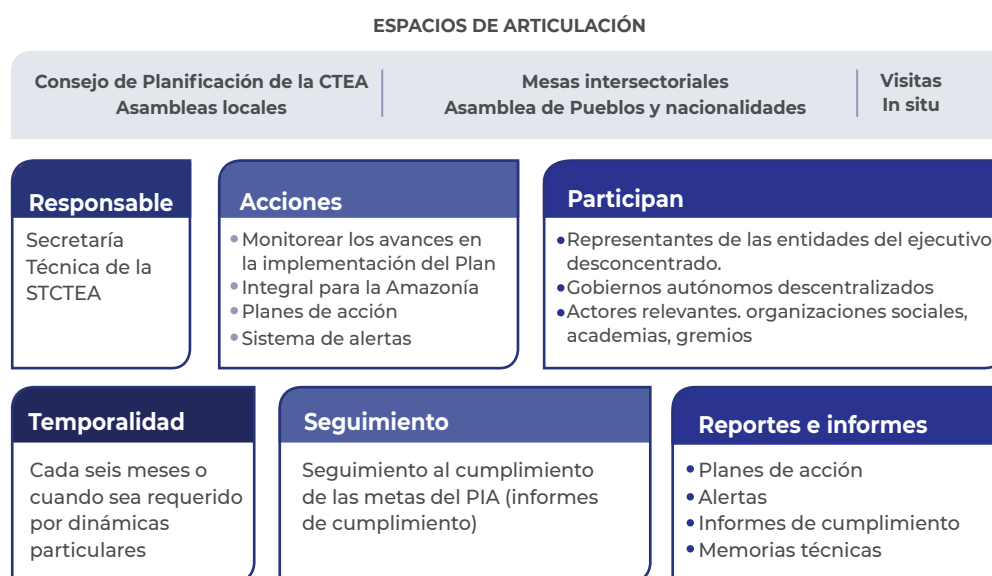 ESPACIOS DE ARTICULACIÓN
Consejo de Planificación de la CTEA
Asambleas locales
Mesas intersectoriales
Asamblea de Pueblos y nacionalidades
Visitas
In situ
Responsable
Secretaría
Técnica de la
STCTEA
Acciones
• Monitorear los avances en
la implementación del Plan
• Integral para la Amazonía
• Planes de acción
• Sistema de alertas
Participan
• Representantes de las entidades del ejecutivo
desconcentrado.
• Gobiernos autónomos descentralizados
• Actores relevantes. organizaciones sociales,
academias, gremios
Temporalidad
Cada seis meses o
cuando sea requerido
por dinámicas
particulares
Seguimiento
Seguimiento al cumplimiento
de las metas del PIA (informes
de cumplimiento)
Reportes e informes
• Planes de acción
• Alertas
• Informes de cumplimiento
• Memorias técnicas